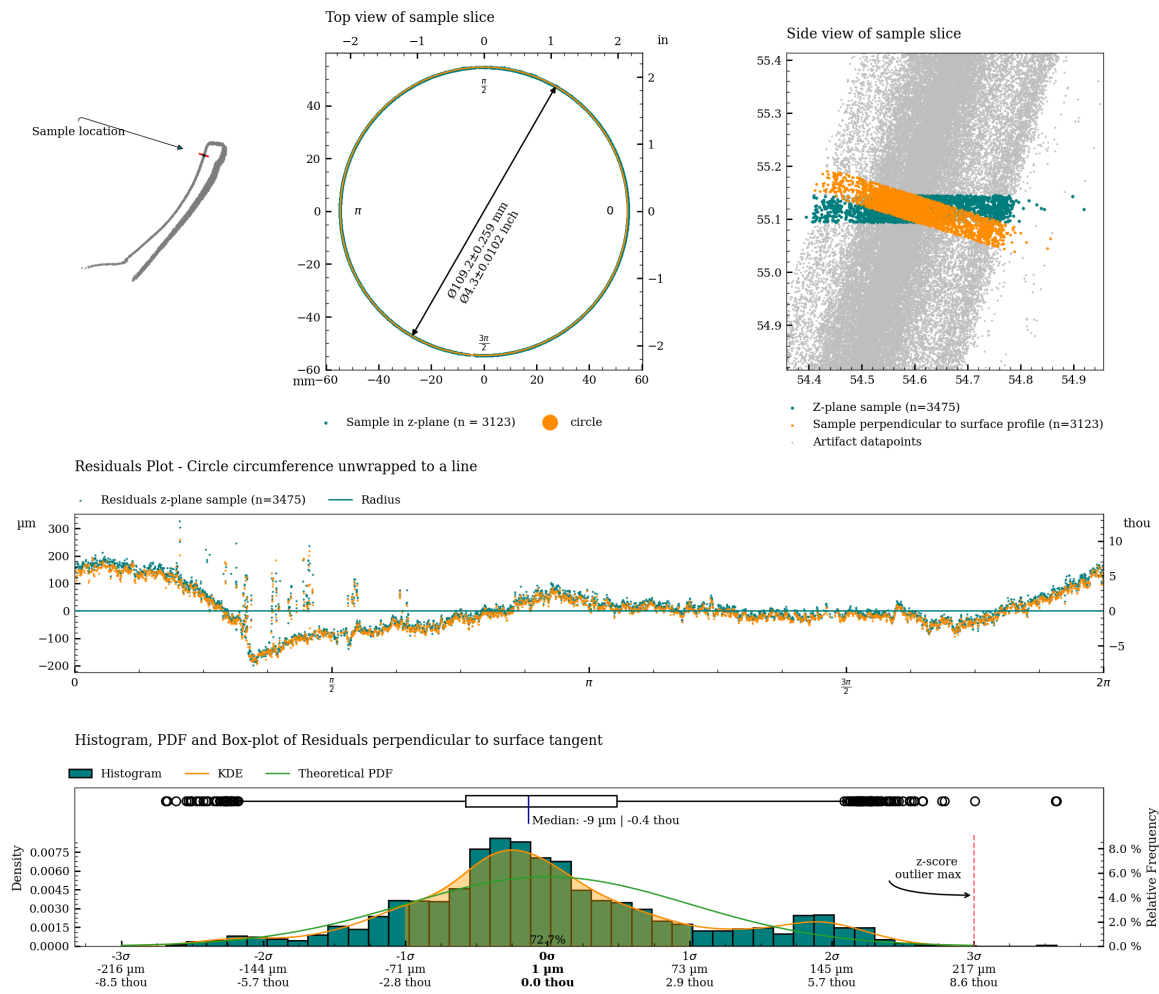 Top view of sample slice
−2 −1 0 1 2 in
Side view of sample slice
Sample location
55.4
55.3
55.2
55.1
55.0
54.9
54.4 54.5 54.6 54.7 54.8 54.9
40
20
0
−20
−40
−60
mm
−60 −40 −20 0 20 40 60
2
1
0
−1
−2
π/2
π
0
3π/2
Ø109.2±0.259 mm
Ø4.3±0.0102 inch
Sample in z-plane (n = 3123) circle
Z-plane sample (n=3475)
Sample perpendicular to surface profile (n=3123)
Artifact datapoints
Residuals Plot - Circle circumference unwrapped to a line
Residuals z-plane sample (n=3475) Radius
µm
300
200
100
0
−100
−200
thou
10
5
0
−5
0 π/2 π 3π/2 2π
Histogram, PDF and Box-plot of Residuals perpendicular to surface tangent
Histogram KDE Theoretical PDF
Median: -9 µm | -0.4 thou
Density
0.0075
0.0060
0.0045
0.0030
0.0015
0.0000
z-score
outlier max
72.7%
8.0 %
6.0 %
4.0 %
2.0 %
0.0 %
Relative Frequency
-3σ -2σ -1σ 0σ 1σ 2σ 3σ
-216 µm -144 µm -71 µm 1 µm 73 µm 145 µm 217 µm
-8.5 thou -5.7 thou -2.8 thou 0.0 thou 2.9 thou 5.7 thou 8.6 thou